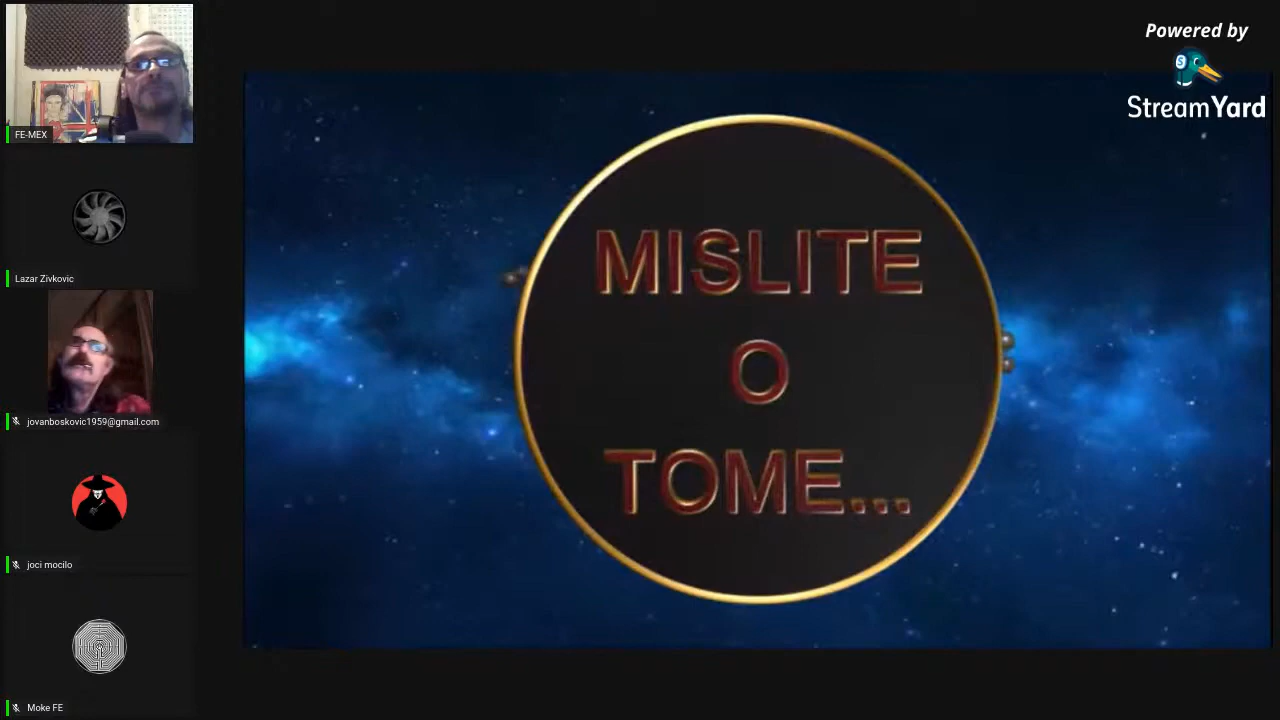 Powered by
StreamYard
FE-MEX
Lazar Zivkovic
jovanboskovic1959@gmail.com
joci mocilo
Moke FE
MISLITE
O
TOME...